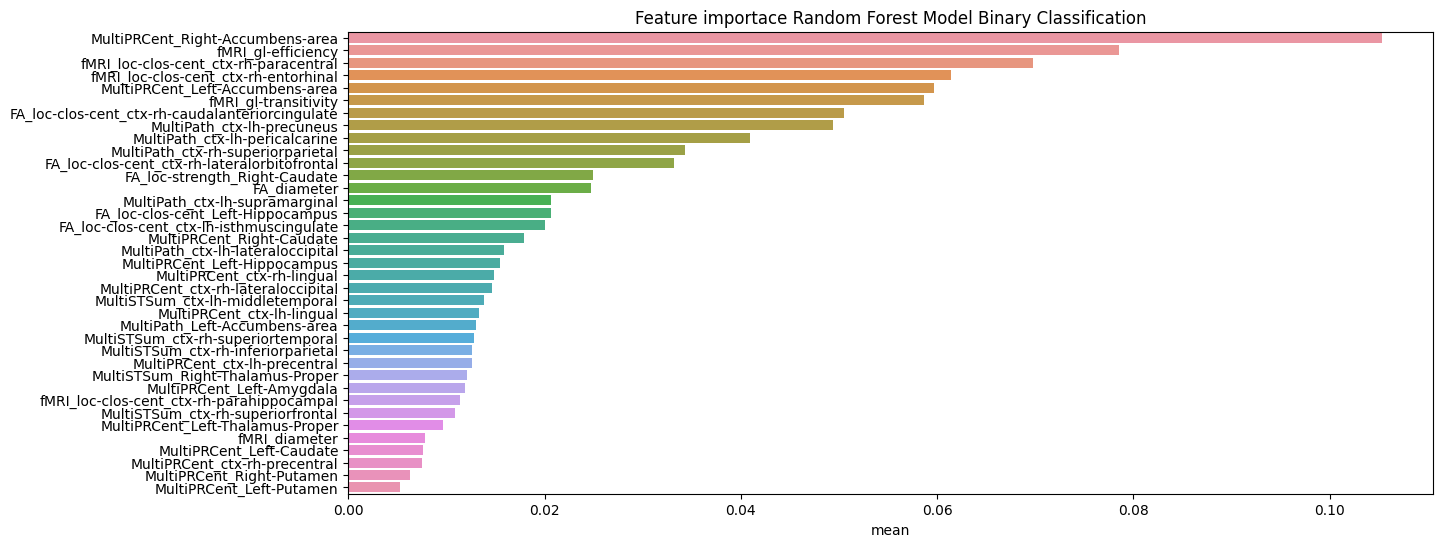 Feature importace Random Forest Model Binary Classification
MultiPRCent_Right-Accumbens-area
fMRI_gl-efficiency
fMRI_loc-clos-cent_ctx-rh-paracentral
fMRI_loc-clos-cent_ctx-rh-entorhinal
MultiPRCent_Left-Accumbens-area
fMRI_gl-transitivity
FA_loc-clos-cent_ctx-rh-caudalanteriorcingulate
MultiPath_ctx-lh-precuneus
MultiPath_ctx-lh-pericalcarine
MultiPath_ctx-rh-superiorparietal
FA_loc-clos-cent_ctx-rh-lateralorbitofrontal
FA_loc-strength_Right-Caudate
FA_diameter
MultiPath_ctx-lh-supramarginal
FA_loc-clos-cent_Left-Hippocampus
FA_loc-clos-cent_ctx-lh-isthmuscingulate
MultiPRCent_Right-Caudate
MultiPath_ctx-lh-lateraloccipital
MultiPRCent_Left-Hippocampus
MultiPRCent_ctx-rh-lingual
MultiPRCent_ctx-rh-lateraloccipital
MultiSTSum_ctx-lh-middletemporal
MultiPRCent_ctx-lh-lingual
MultiPath_Left-Accumbens-area
MultiSTSum_ctx-rh-superiortemporal
MultiSTSum_ctx-rh-inferiorparietal
MultiPRCent_ctx-lh-precentral
MultiSTSum_Right-Thalamus-Proper
MultiPRCent_Left-Amygdala
fMRI_loc-clos-cent_ctx-rh-parahippocampal
MultiSTSum_ctx-rh-superiorfrontal
MultiPRCent_Left-Thalamus-Proper
fMRI_diameter
MultiPRCent_Left-Caudate
MultiPRCent_ctx-rh-precentral
MultiPRCent_Right-Putamen
MultiPRCent_Left-Putamen
0.00 0.02 0.04 0.06 0.08 0.10
mean